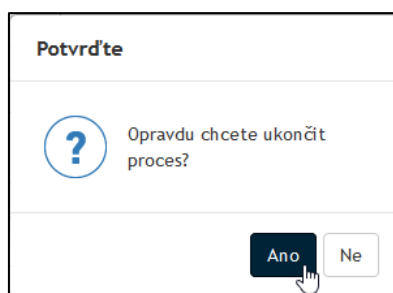 Potvrďte
Opravdu chcete ukončit
proces?
Ano
Ne